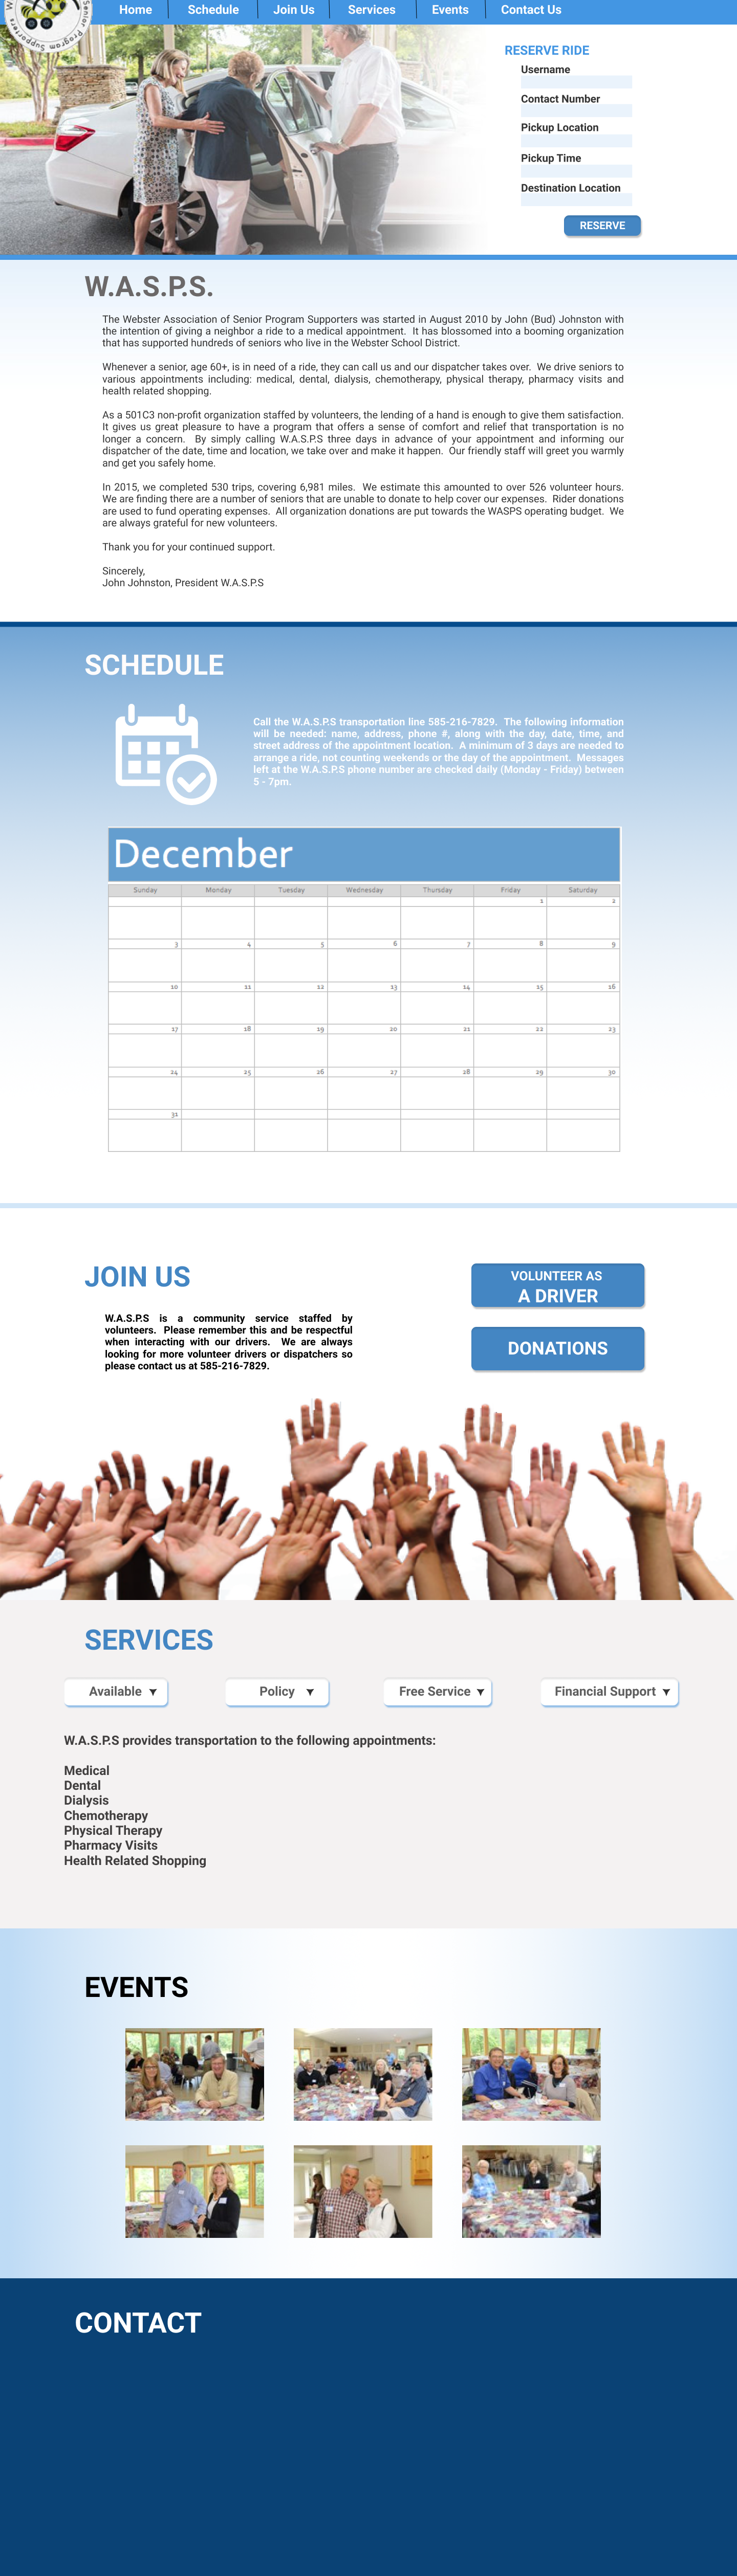 Senior Program Supporters
Home Schedule Join Us Services Events Contact Us
RESERVE RIDE
Username
Contact Number
Pickup Location
Pickup Time
Destination Location
RESERVE
W.A.S.P.S.
The Webster Association of Senior Program Supporters was started in August 2010 by John (Bud) Johnston with
the intention of giving a neighbor a ride to a medical appointment. It has blossomed into a booming organization
that has supported hundreds of seniors who live in the Webster School District.
Whenever a senior, age 60+, is in need of a ride, they can call us and our dispatcher takes over. We drive seniors to
various appointments including: medical, dental, dialysis, chemotherapy, physical therapy, pharmacy visits and
health related shopping.
As a 501C3 non-profit organization staffed by volunteers, the lending of a hand is enough to give them satisfaction.
It gives us great pleasure to have a program that offers a sense of comfort and relief that transportation is no
longer a concern. By simply calling W.A.S.P.S three days in advance of your appointment and informing our
dispatcher of the date, time and location, we take over and make it happen. Our friendly staff will greet you warmly
and get you safely home.
In 2015, we completed 530 trips, covering 6,981 miles. We estimate this amounted to over 526 volunteer hours.
We are finding there are a number of seniors that are unable to donate to help cover our expenses. Rider donations
are used to fund operating expenses. All organization donations are put towards the WASPS operating budget. We
are always grateful for new volunteers.
Thank you for your continued support.
Sincerely,
John Johnston, President W.A.S.P.S
SCHEDULE
Call the W.A.S.P.S transportation line 585-216-7829. The following information
will be needed: name, address, phone #, along with the day, date, time, and
street address of the appointment location. A minimum of 3 days are needed to
arrange a ride, not counting weekends or the day of the appointment. Messages
left at the W.A.S.P.S phone number are checked daily (Monday - Friday) between
5 - 7pm.
December
Sunday Monday Tuesday Wednesday Thursday Friday Saturday
1 2
3 4 5 6 7 8 9
10 11 12 13 14 15 16
17 18 19 20 21 22 23
24 25 26 27 28 29 30
31
JOIN US
W.A.S.P.S is a community service staffed by
volunteers. Please remember this and be respectful
when interacting with our drivers. We are always
looking for more volunteer drivers or dispatchers so
please contact us at 585-216-7829.
VOLUNTEER AS
A DRIVER
DONATIONS
SERVICES
Available ▼ Policy ▼ Free Service ▼ Financial Support ▼
W.A.S.P.S provides transportation to the following appointments:
Medical
Dental
Dialysis
Chemotherapy
Physical Therapy
Pharmacy Visits
Health Related Shopping
EVENTS
CONTACT